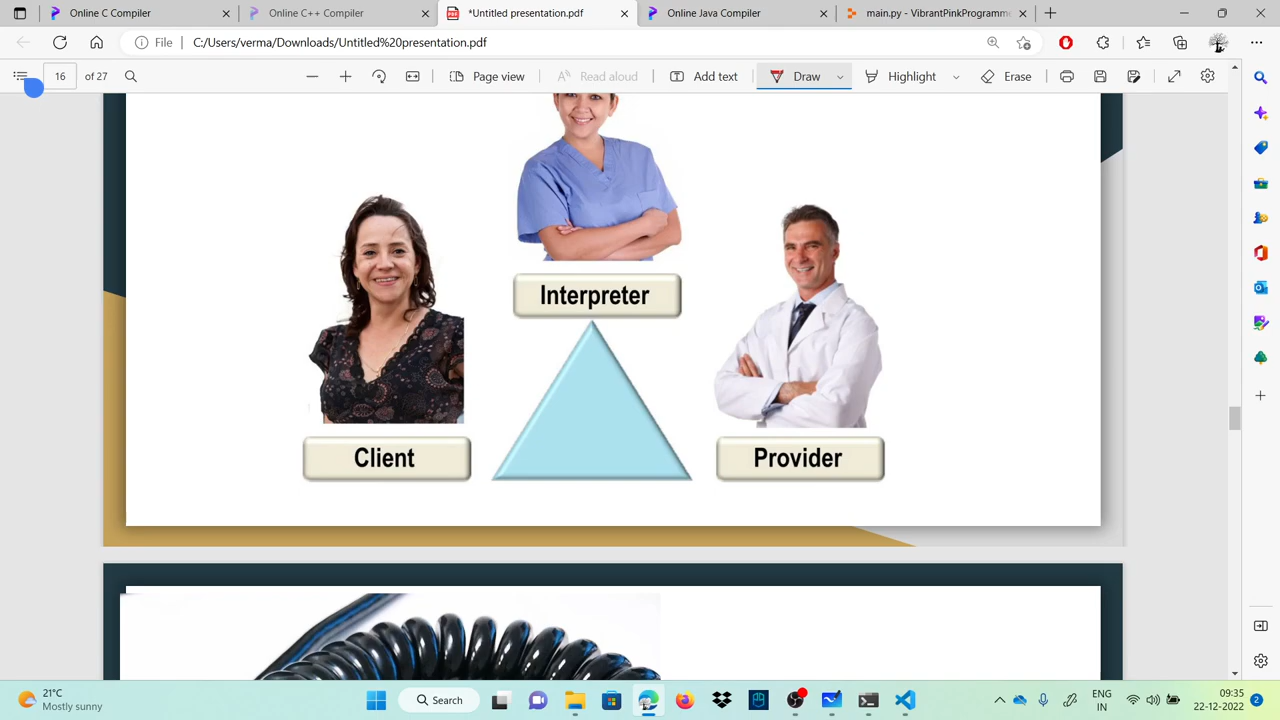 Online C Compiler
Online C++ Compiler
*Untitled presentation.pdf
Online Java Compiler
main.py - VibrantPinkProgramme
File
C:/Users/verma/Downloads/Untitled%20presentation.pdf
16
of 27
Page view
Read aloud
Add text
Draw
Highlight
Erase
Interpreter
Client
Provider
21°C
Mostly sunny
Search
ENG
IN
09:35
22-12-2022
2